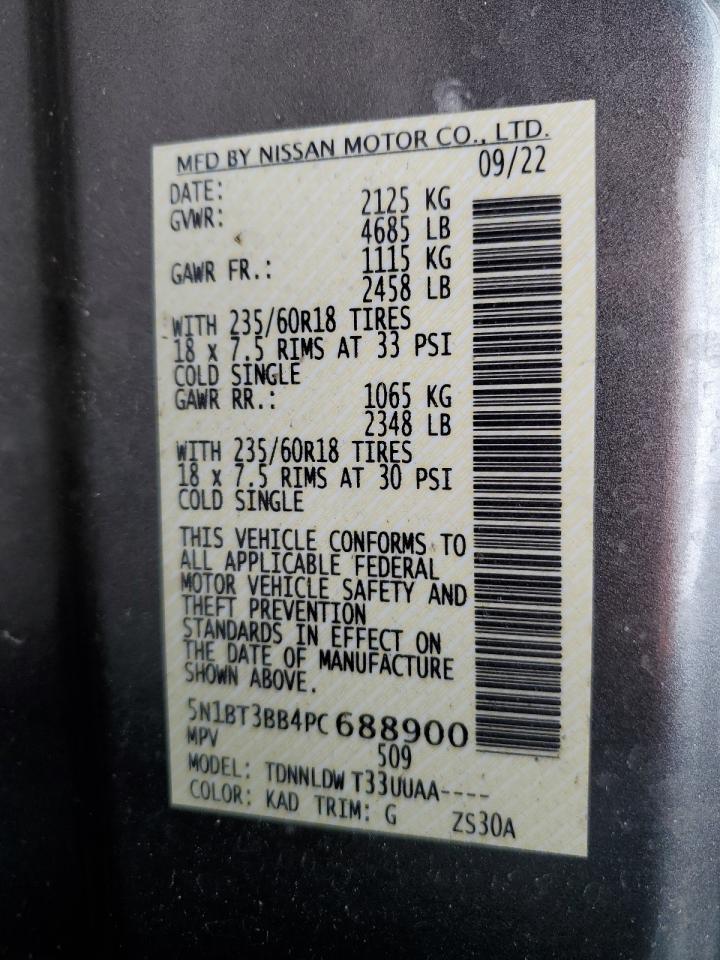 MFD BY NISSAN MOTOR CO., LTD.
DATE: 09/22
GVWR: 2125 KG
4685 LB
GAWR FR.: 1115 KG
2458 LB
WITH 235/60R18 TIRES
18 x 7.5 RIMS AT 33 PSI
COLD SINGLE
GAWR RR.: 1065 KG
2348 LB
WITH 235/60R18 TIRES
18 x 7.5 RIMS AT 30 PSI
COLD SINGLE
THIS VEHICLE CONFORMS TO
ALL APPLICABLE FEDERAL
MOTOR VEHICLE SAFETY AND
THEFT PREVENTION
STANDARDS IN EFFECT ON
THE DATE OF MANUFACTURE
SHOWN ABOVE.
5N1BT3BB4PC688900
MPV 509
MODEL: TDNNLDW T33UUAA----
COLOR: KAD TRIM: G ZS30A